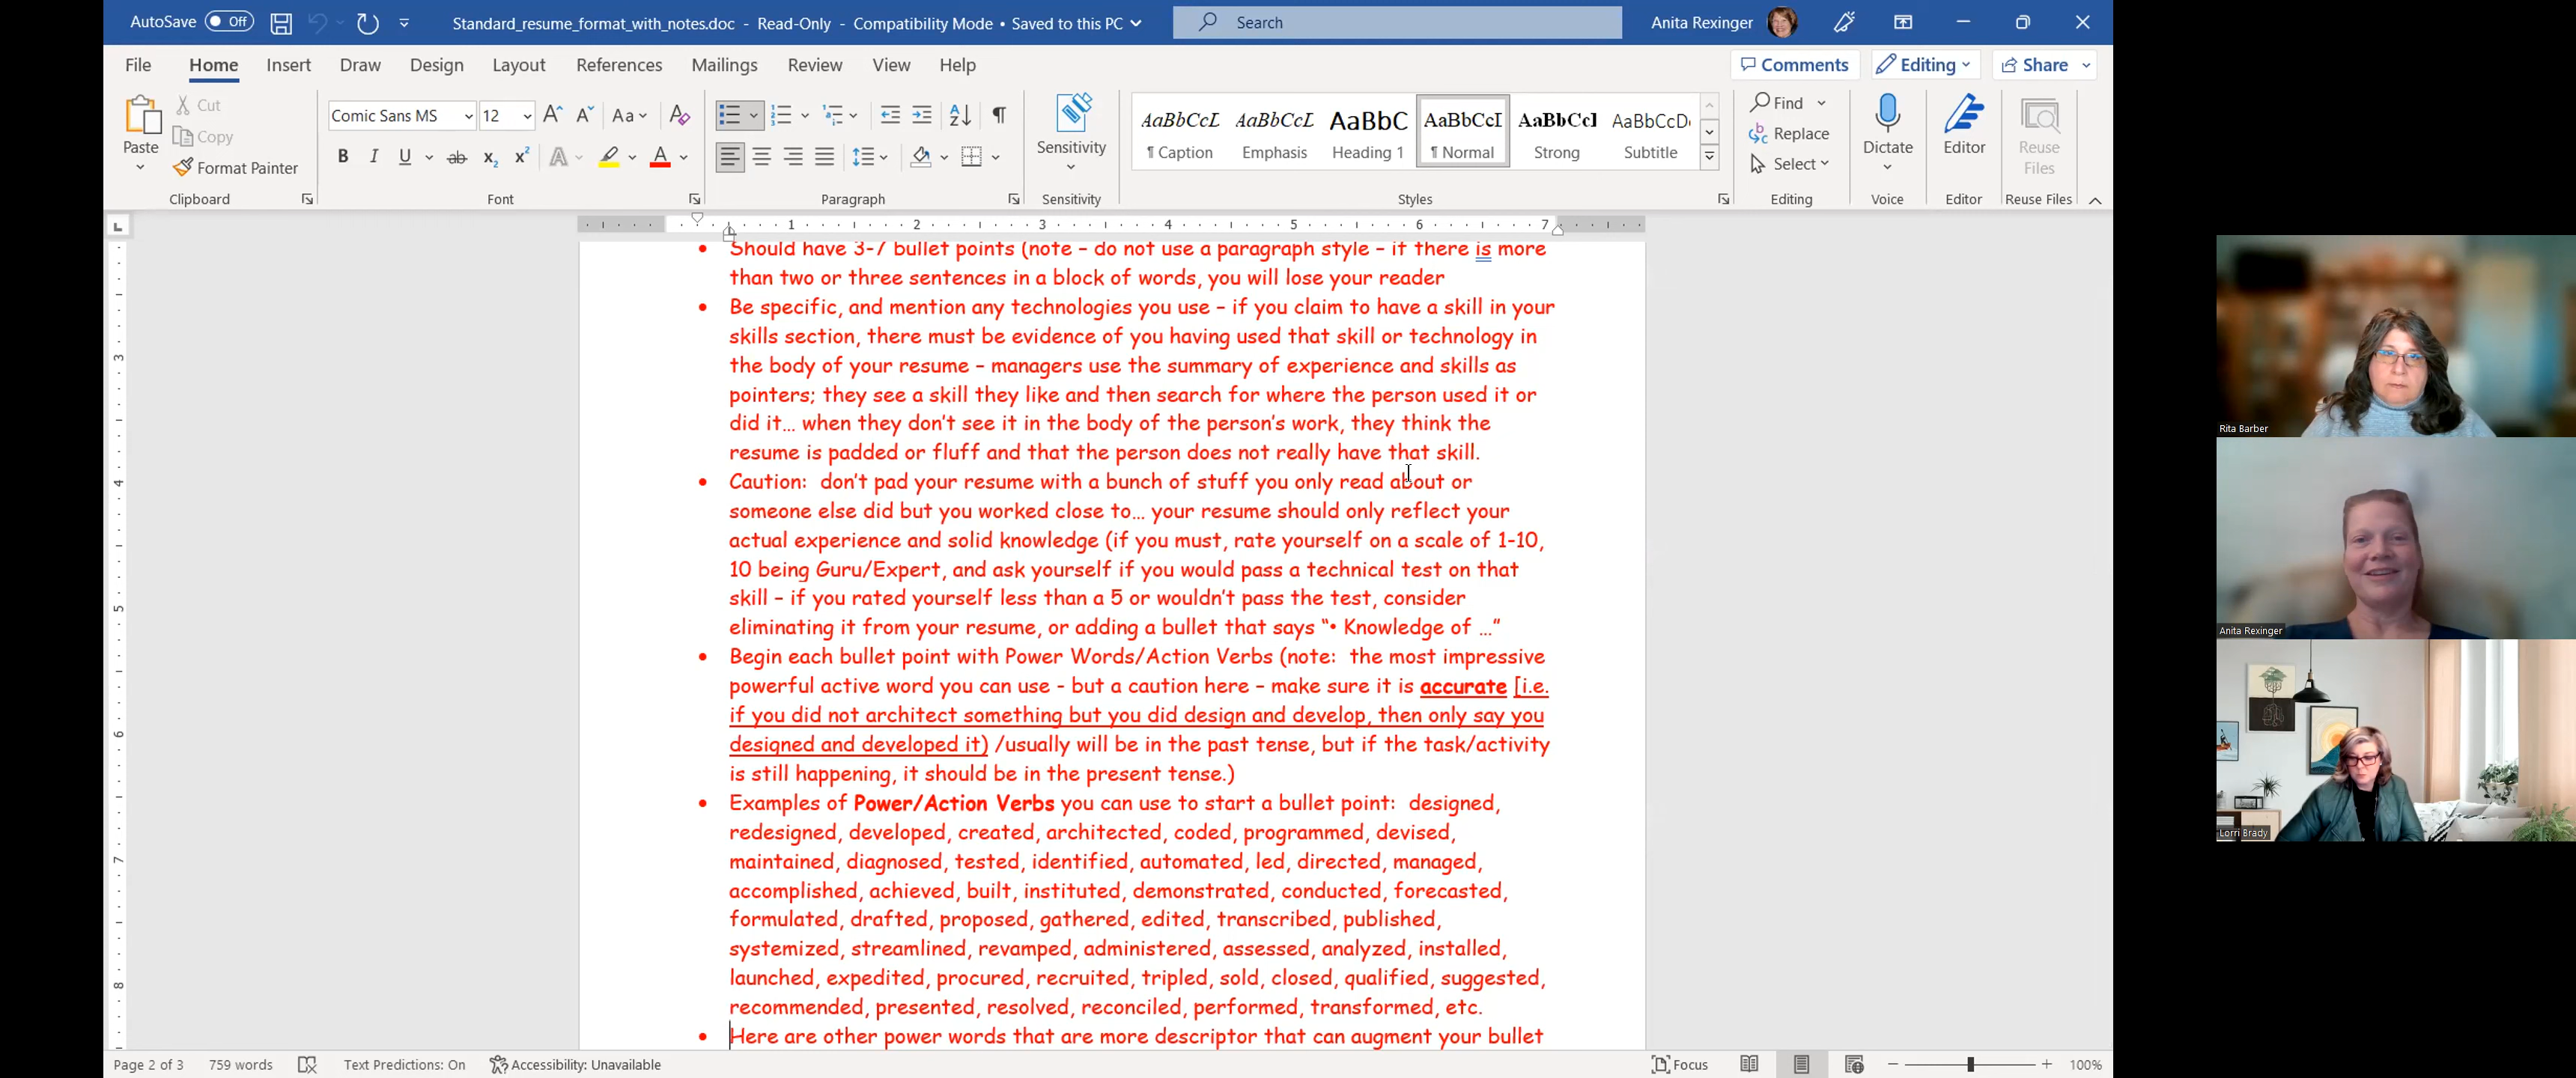 AutoSave Off Standard_resume_format_with_notes.doc - Read-Only - Compatibility Mode • Saved to this PC Search Anita Rexinger
File Home Insert Draw Design Layout References Mailings Review View Help Comments Editing Share
Paste Cut Copy Format Painter Clipboard
Comic Sans MS 12 Aa B I U ab x₂ x² A A Font
Paragraph
Sensitivity Sensitivity
AaBbCcL AaBbCcL AaBbC AaBbCcI AaBbCcI AaBbCcD
¶ Caption Emphasis Heading 1 ¶ Normal Strong Subtitle
Styles
Find Replace Select Editing
Dictate Voice
Editor Editor
Reuse Files Reuse Files
1 2 3 4 5 6 7
3
4
5
6
7
8
• Should have 3-7 bullet points (note – do not use a paragraph style – if there is more
than two or three sentences in a block of words, you will lose your reader
• Be specific, and mention any technologies you use – if you claim to have a skill in your
skills section, there must be evidence of you having used that skill or technology in
the body of your resume – managers use the summary of experience and skills as
pointers; they see a skill they like and then search for where the person used it or
did it… when they don't see it in the body of the person's work, they think the
resume is padded or fluff and that the person does not really have that skill.
• Caution: don't pad your resume with a bunch of stuff you only read about or
someone else did but you worked close to… your resume should only reflect your
actual experience and solid knowledge (if you must, rate yourself on a scale of 1-10,
10 being Guru/Expert, and ask yourself if you would pass a technical test on that
skill – if you rated yourself less than a 5 or wouldn't pass the test, consider
eliminating it from your resume, or adding a bullet that says "• Knowledge of …"
• Begin each bullet point with Power Words/Action Verbs (note: the most impressive
powerful active word you can use - but a caution here – make sure it is accurate [i.e.
if you did not architect something but you did design and develop, then only say you
designed and developed it) /usually will be in the past tense, but if the task/activity
is still happening, it should be in the present tense.)
• Examples of Power/Action Verbs you can use to start a bullet point: designed,
redesigned, developed, created, architected, coded, programmed, devised,
maintained, diagnosed, tested, identified, automated, led, directed, managed,
accomplished, achieved, built, instituted, demonstrated, conducted, forecasted,
formulated, drafted, proposed, gathered, edited, transcribed, published,
systemized, streamlined, revamped, administered, assessed, analyzed, installed,
launched, expedited, procured, recruited, tripled, sold, closed, qualified, suggested,
recommended, presented, resolved, reconciled, performed, transformed, etc.
• Here are other power words that are more descriptor that can augment your bullet
Page 2 of 3 759 words Text Predictions: On Accessibility: Unavailable Focus 100%
Rita Barber
Anita Rexinger
Lorri Brady